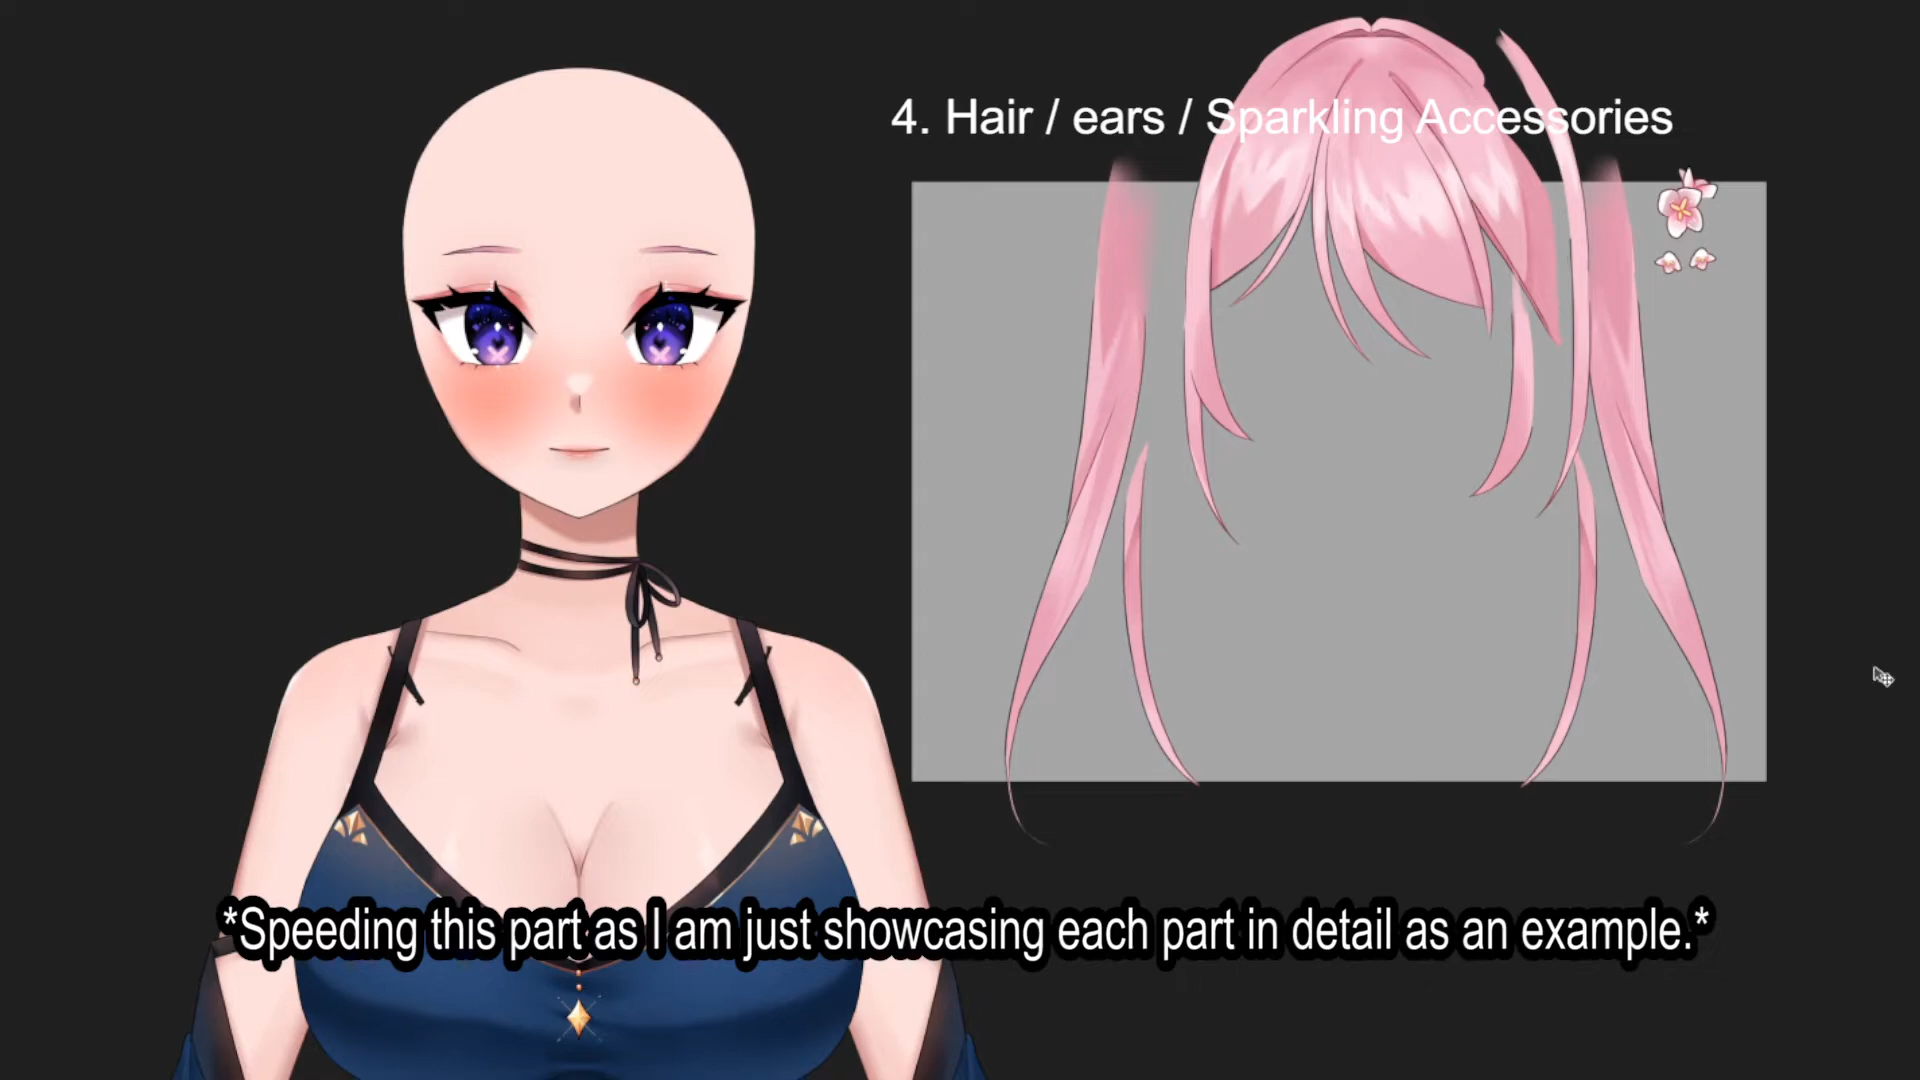 4. Hair / ears / Sparkling Accessories
*Speeding this part as I am just showcasing each part in detail as an example.*